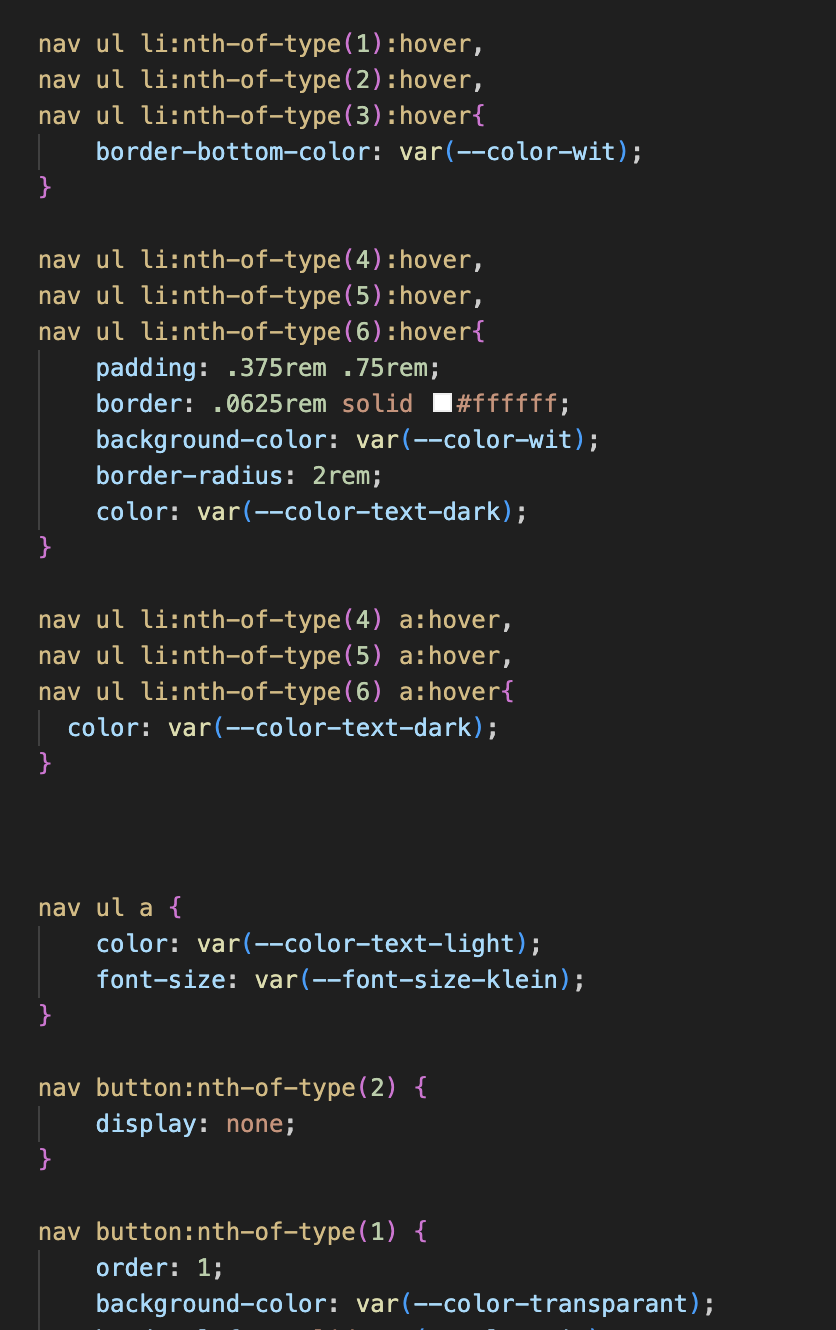 nav ul li:nth-of-type(1):hover,
nav ul li:nth-of-type(2):hover,
nav ul li:nth-of-type(3):hover{
border-bottom-color: var(--color-wit);
}
nav ul li:nth-of-type(4):hover,
nav ul li:nth-of-type(5):hover,
nav ul li:nth-of-type(6):hover{
padding: .375rem .75rem;
border: .0625rem solid #ffffff;
background-color: var(--color-wit);
border-radius: 2rem;
color: var(--color-text-dark);
}
nav ul li:nth-of-type(4) a:hover,
nav ul li:nth-of-type(5) a:hover,
nav ul li:nth-of-type(6) a:hover{
color: var(--color-text-dark);
}
nav ul a {
color: var(--color-text-light);
font-size: var(--font-size-klein);
}
nav button:nth-of-type(2) {
display: none;
}
nav button:nth-of-type(1) {
order: 1;
background-color: var(--color-transparant);